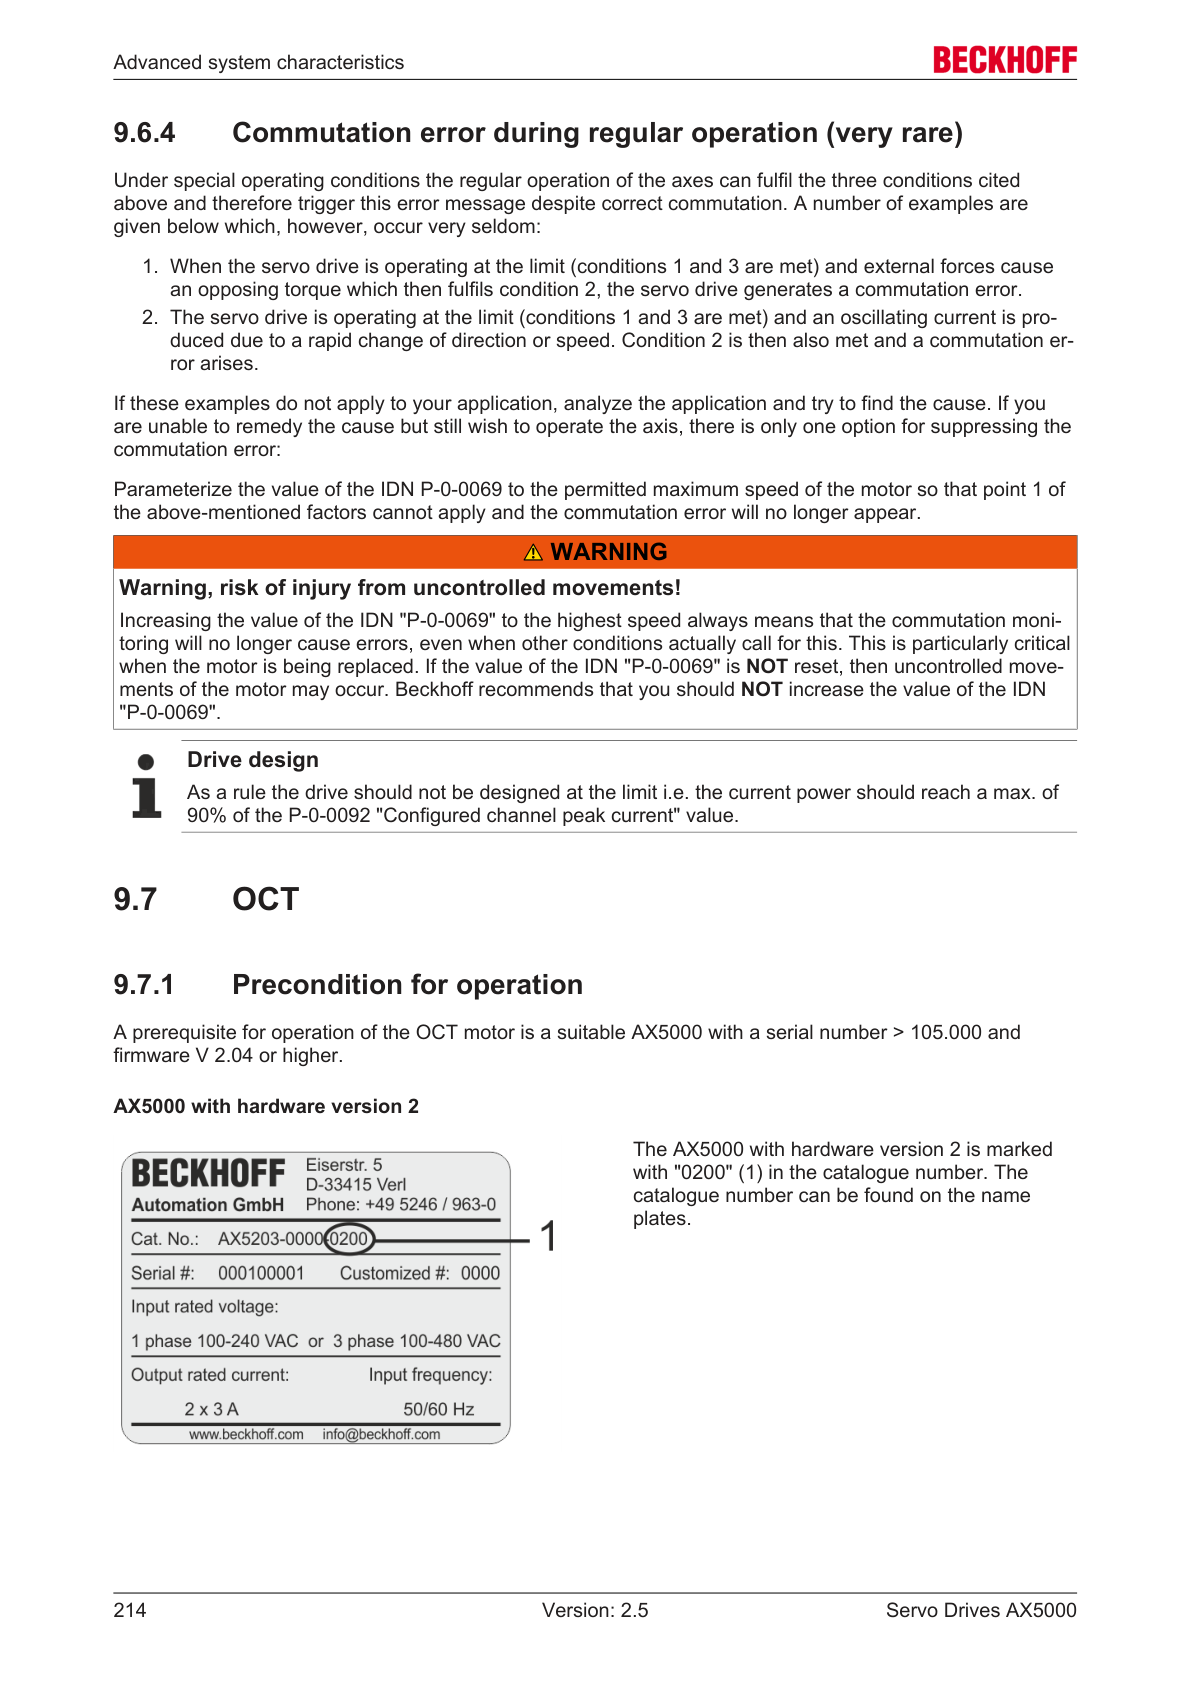 Advanced system characteristics
BECKHOFF
9.6.4 Commutation error during regular operation (very rare)
Under special operating conditions the regular operation of the axes can fulfil the three conditions cited
above and therefore trigger this error message despite correct commutation. A number of examples are
given below which, however, occur very seldom:
1. When the servo drive is operating at the limit (conditions 1 and 3 are met) and external forces cause
an opposing torque which then fulfils condition 2, the servo drive generates a commutation error.
2. The servo drive is operating at the limit (conditions 1 and 3 are met) and an oscillating current is pro-
duced due to a rapid change of direction or speed. Condition 2 is then also met and a commutation er-
ror arises.
If these examples do not apply to your application, analyze the application and try to find the cause. If you
are unable to remedy the cause but still wish to operate the axis, there is only one option for suppressing the
commutation error:
Parameterize the value of the IDN P-0-0069 to the permitted maximum speed of the motor so that point 1 of
the above-mentioned factors cannot apply and the commutation error will no longer appear.
WARNING
Warning, risk of injury from uncontrolled movements!
Increasing the value of the IDN "P-0-0069" to the highest speed always means that the commutation moni-
toring will no longer cause errors, even when other conditions actually call for this. This is particularly critical
when the motor is being replaced. If the value of the IDN "P-0-0069" is NOT reset, then uncontrolled move-
ments of the motor may occur. Beckhoff recommends that you should NOT increase the value of the IDN
"P-0-0069".
Drive design
As a rule the drive should not be designed at the limit i.e. the current power should reach a max. of
90% of the P-0-0092 "Configured channel peak current" value.
9.7 OCT
9.7.1 Precondition for operation
A prerequisite for operation of the OCT motor is a suitable AX5000 with a serial number > 105.000 and
firmware V 2.04 or higher.
AX5000 with hardware version 2
BECKHOFF
Automation GmbH
Eiserstr. 5
D-33415 Verl
Phone: +49 5246 / 963-0
Cat. No.: AX5203-0000-0200
1
Serial #: 000100001 Customized #: 0000
Input rated voltage:
1 phase 100-240 VAC or 3 phase 100-480 VAC
Output rated current: Input frequency:
2 x 3 A 50/60 Hz
www.beckhoff.com info@beckhoff.com
The AX5000 with hardware version 2 is marked
with "0200" (1) in the catalogue number. The
catalogue number can be found on the name
plates.
214 Version: 2.5 Servo Drives AX5000